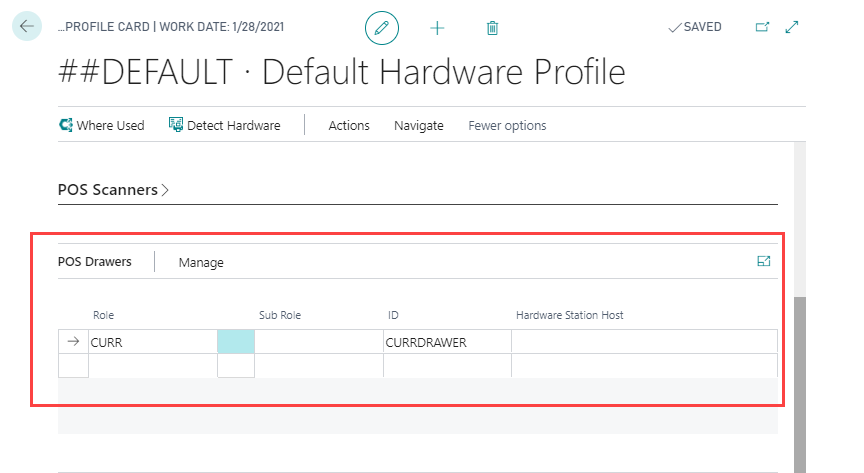 ...PROFILE CARD | WORK DATE: 1/28/2021
SAVED
##DEFAULT · Default Hardware Profile
Where Used Detect Hardware Actions Navigate Fewer options
POS Scanners
POS Drawers Manage
Role Sub Role ID Hardware Station Host
CURR CURRDRAWER